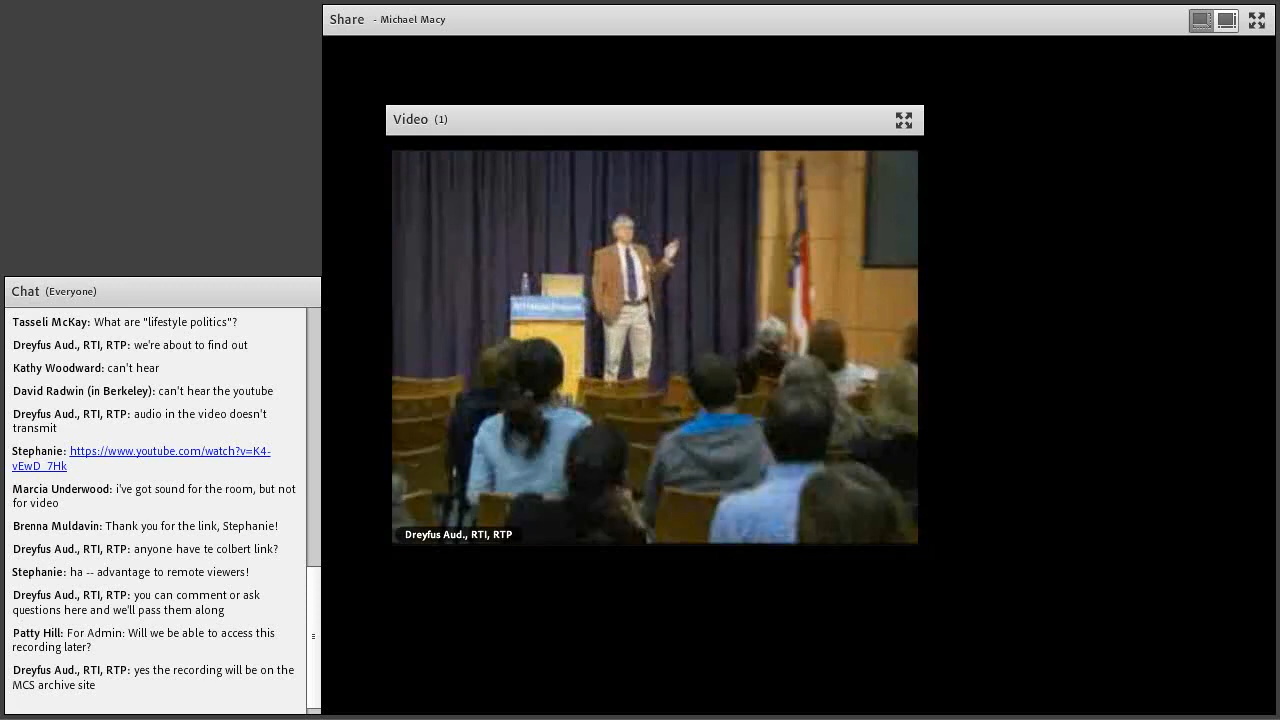 Share - Michael Macy
Video (1)
Dreyfus Aud., RTI, RTP
Chat (Everyone)
Tasseli McKay: What are "lifestyle politics"?
Dreyfus Aud., RTI, RTP: we're about to find out
Kathy Woodward: can't hear
David Radwin (in Berkeley): can't hear the youtube
Dreyfus Aud., RTI, RTP: audio in the video doesn't
transmit
Stephanie: https://www.youtube.com/watch?v=K4-
vEwD_7Hk
Marcia Underwood: i've got sound for the room, but not
for video
Brenna Muldavin: Thank you for the link, Stephanie!
Dreyfus Aud., RTI, RTP: anyone have te colbert link?
Stephanie: ha -- advantage to remote viewers!
Dreyfus Aud., RTI, RTP: you can comment or ask
questions here and we'll pass them along
Patty Hill: For Admin: Will we be able to access this
recording later?
Dreyfus Aud., RTI, RTP: yes the recording will be on the
MCS archive site